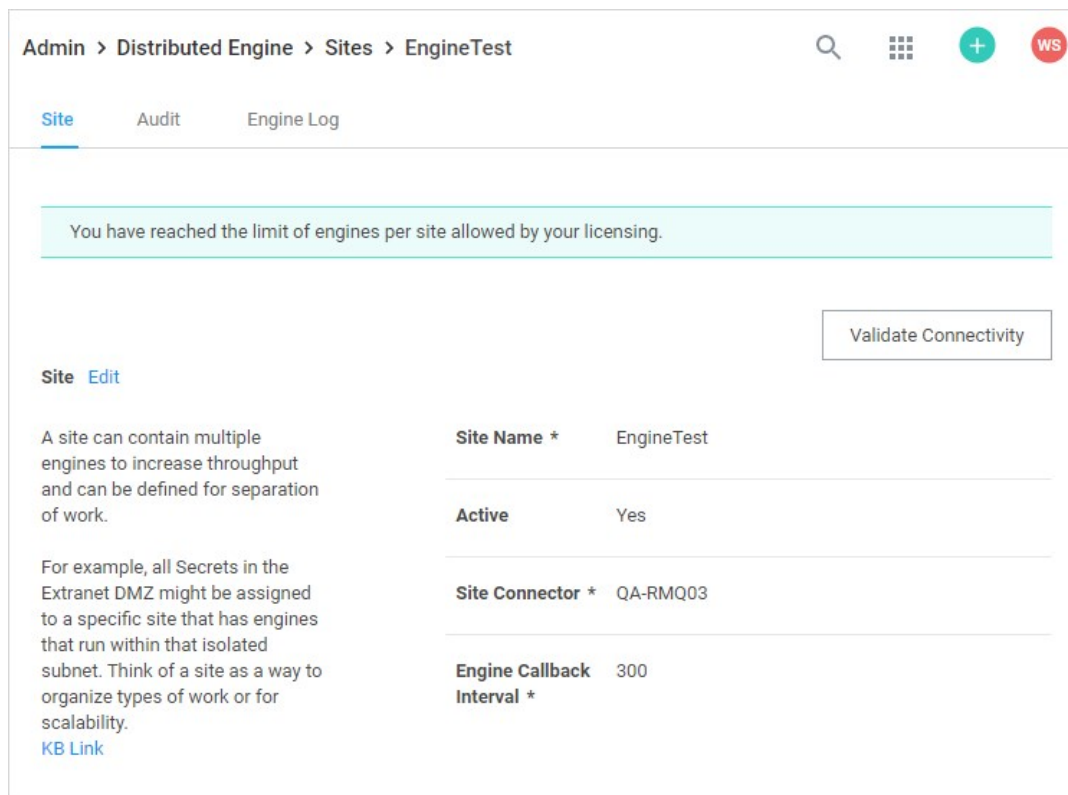 Admin > Distributed Engine > Sites > EngineTest
WS
Site Audit Engine Log
You have reached the limit of engines per site allowed by your licensing.
Validate Connectivity
Site Edit
A site can contain multiple
engines to increase throughput
and can be defined for separation
of work.
For example, all Secrets in the
Extranet DMZ might be assigned
to a specific site that has engines
that run within that isolated
subnet. Think of a site as a way to
organize types of work or for
scalability.
KB Link
Site Name * EngineTest
Active Yes
Site Connector * QA-RMQ03
Engine Callback 300
Interval *